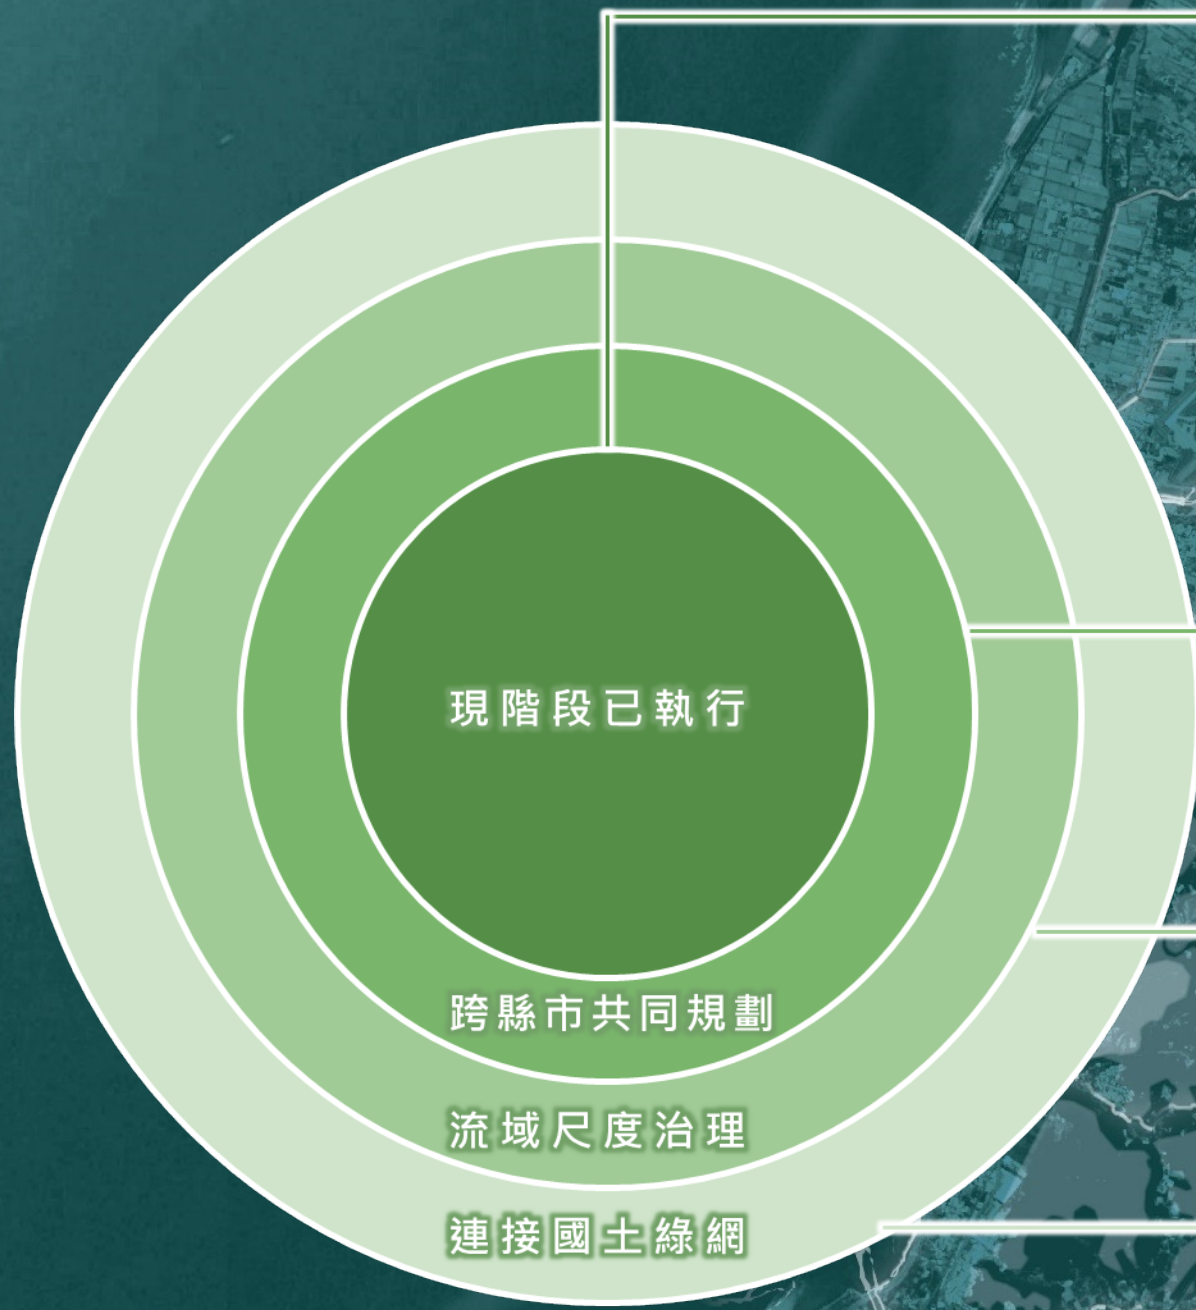 現階段已執行
跨縣市共同規劃
流域尺度治理
連接國土綠網